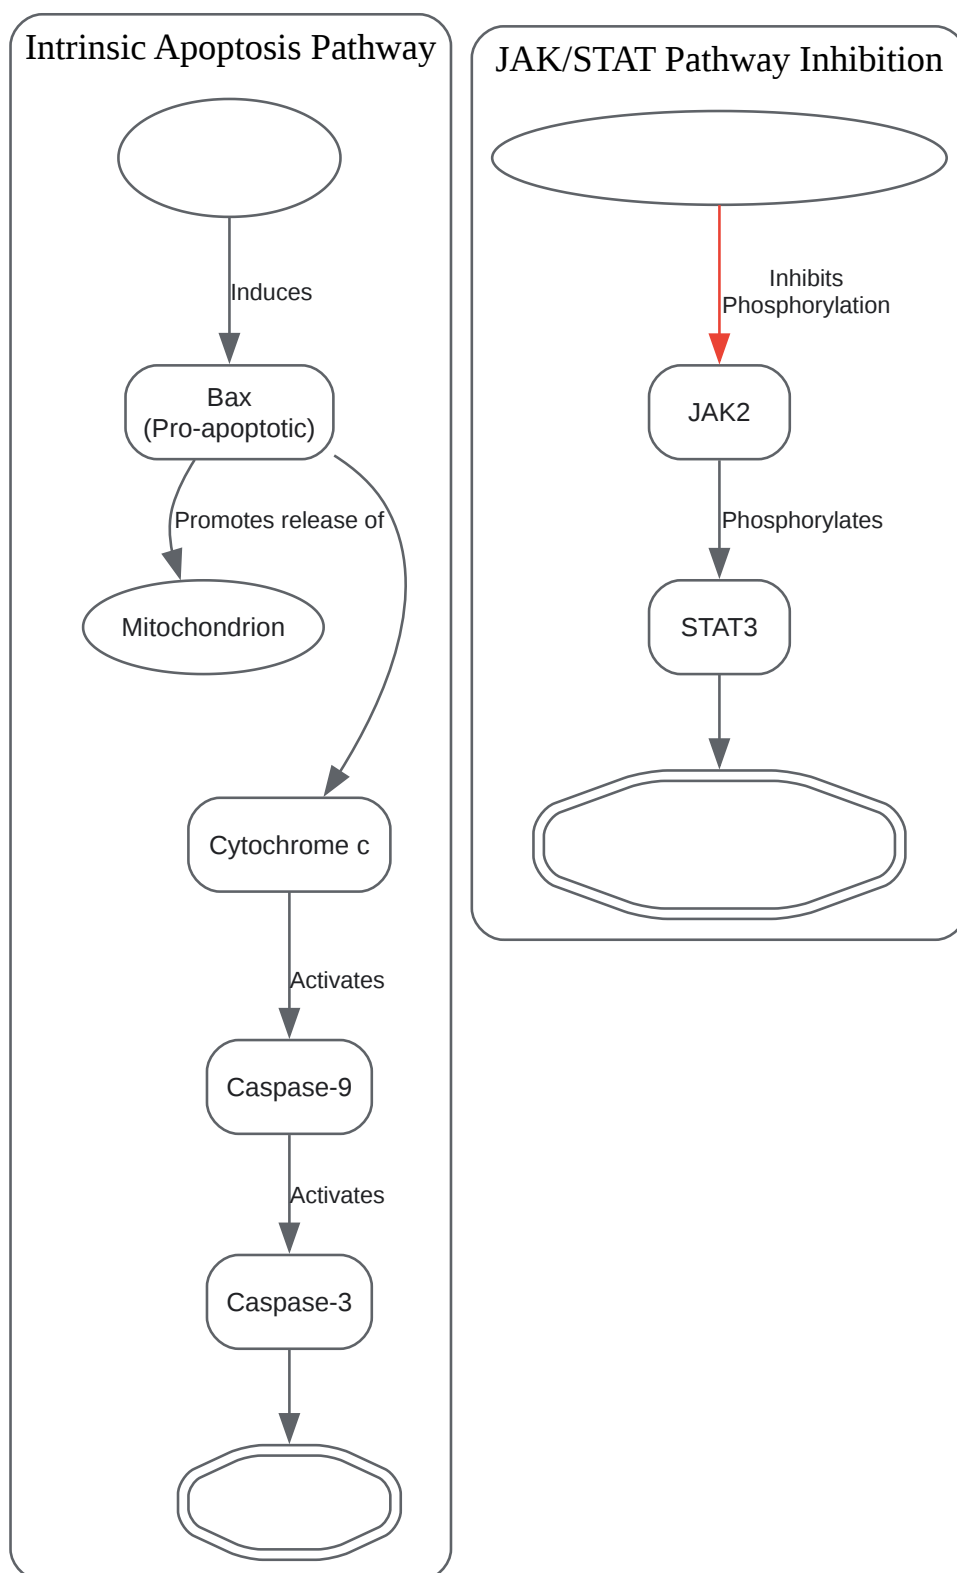 Intrinsic Apoptosis Pathway
Induces
Bax
(Pro-apoptotic)
Promotes release of
Mitochondrion
Cytochrome c
Activates
Caspase-9
Activates
Caspase-3
JAK/STAT Pathway Inhibition
Inhibits
Phosphorylation
JAK2
Phosphorylates
STAT3